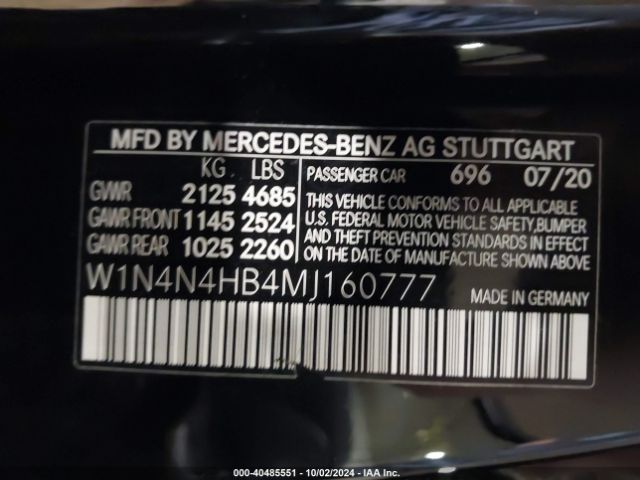 MFD BY MERCEDES-BENZ AG STUTTGART
KG LBS
GVWR 2125 4685
GAWR FRONT 1145 2524
GAWR REAR 1025 2260
PASSENGER CAR 696 07/20
THIS VEHICLE CONFORMS TO ALL APPLICABLE
U.S. FEDERAL MOTOR VEHICLE SAFETY, BUMPER
AND THEFT PREVENTION STANDARDS IN EFFECT
ON THE DATE OF MANUFACTURE SHOWN ABOVE.
W1N4N4HB4MJ160777
MADE IN GERMANY
000-40485551 - 10/02/2024 - IAA Inc.